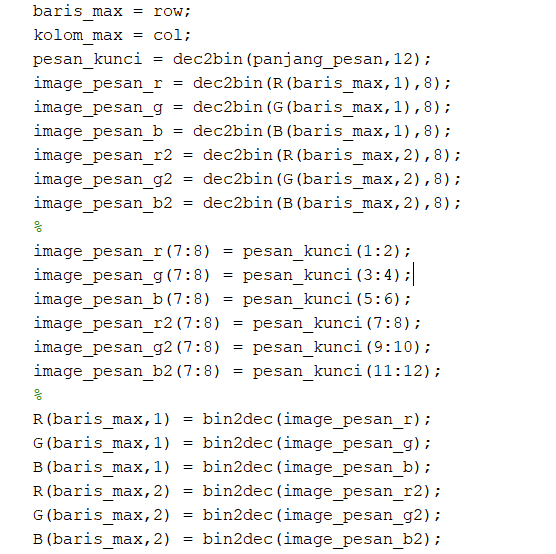 baris_max = row;
kolom_max = col;
pesan_kunci = dec2bin(panjang_pesan,12);
image_pesan_r = dec2bin(R(baris_max,1),8);
image_pesan_g = dec2bin(G(baris_max,1),8);
image_pesan_b = dec2bin(B(baris_max,1),8);
image_pesan_r2 = dec2bin(R(baris_max,2),8);
image_pesan_g2 = dec2bin(G(baris_max,2),8);
image_pesan_b2 = dec2bin(B(baris_max,2),8);
%
image_pesan_r(7:8) = pesan_kunci(1:2);
image_pesan_g(7:8) = pesan_kunci(3:4);
image_pesan_b(7:8) = pesan_kunci(5:6);
image_pesan_r2(7:8) = pesan_kunci(7:8);
image_pesan_g2(7:8) = pesan_kunci(9:10);
image_pesan_b2(7:8) = pesan_kunci(11:12);
%
R(baris_max,1) = bin2dec(image_pesan_r);
G(baris_max,1) = bin2dec(image_pesan_g);
B(baris_max,1) = bin2dec(image_pesan_b);
R(baris_max,2) = bin2dec(image_pesan_r2);
G(baris_max,2) = bin2dec(image_pesan_g2);
B(baris_max,2) = bin2dec(image_pesan_b2);